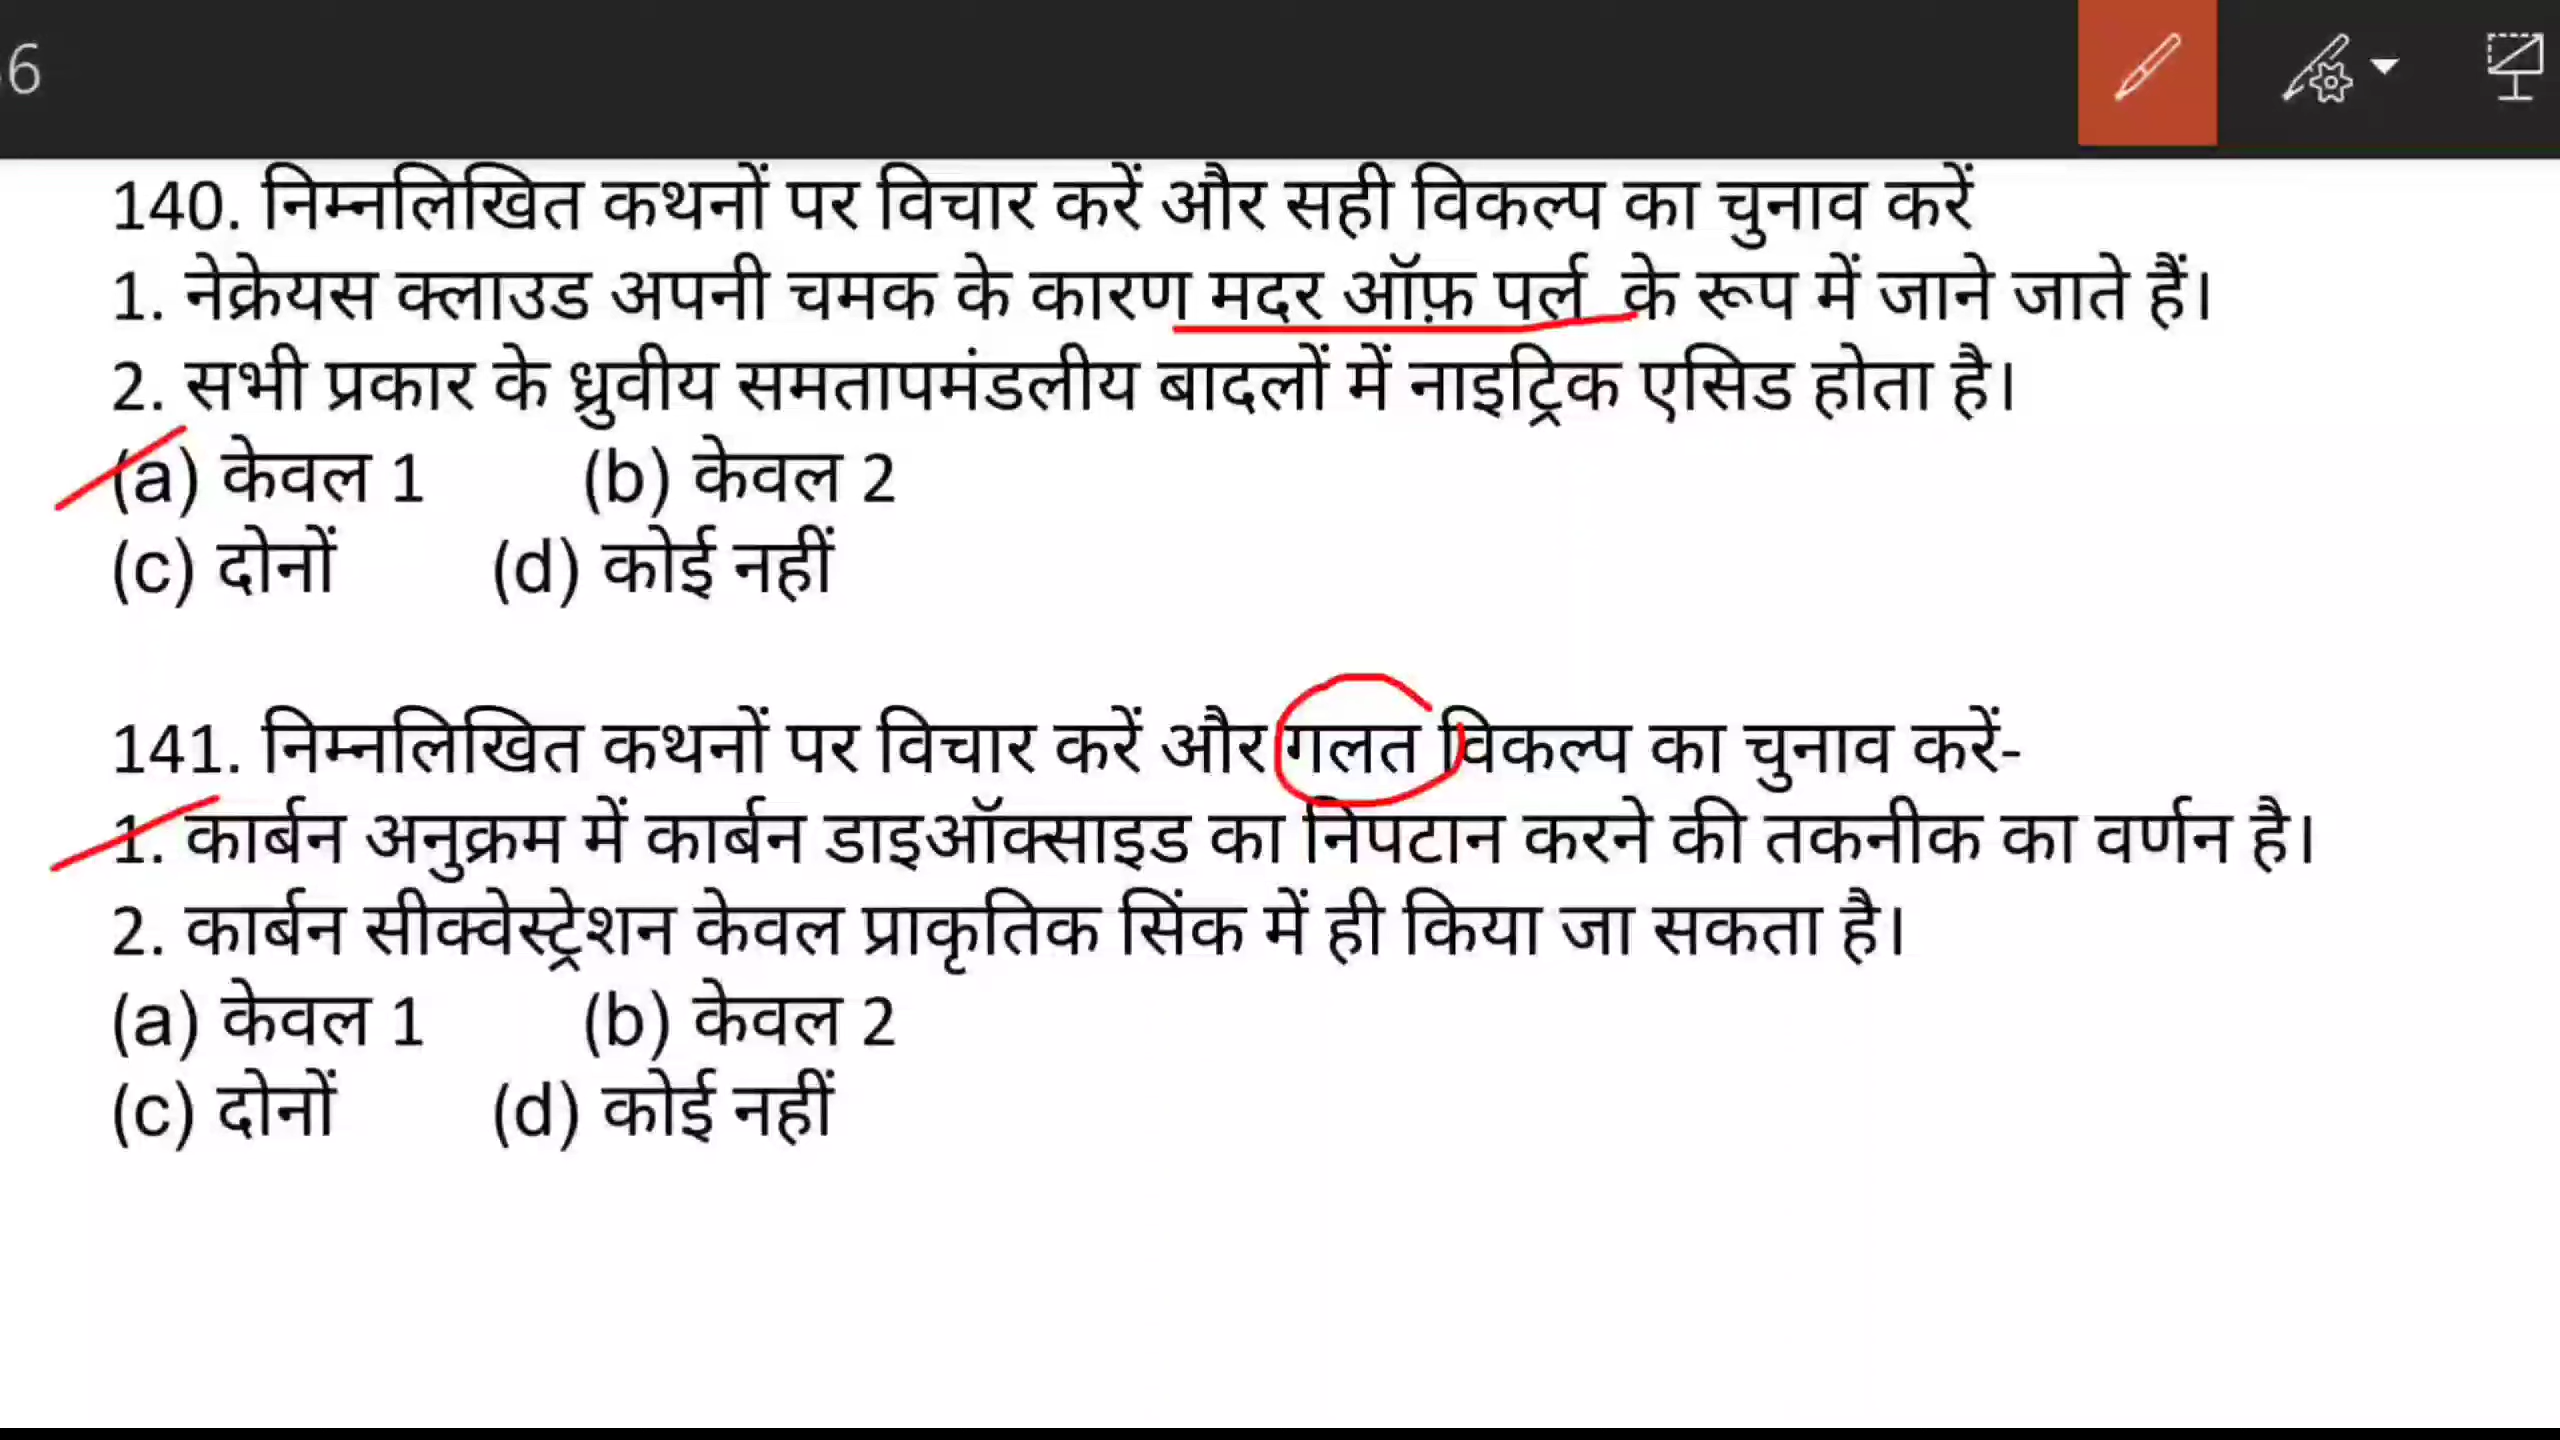 6
140. निम्नलिखित कथनों पर विचार करें और सही विकल्प का चुनाव करें
1. नेक्रेयस क्लाउड अपनी चमक के कारण मदर ऑफ़ पर्ल के रूप में जाने जाते हैं।
2. सभी प्रकार के ध्रुवीय समतापमंडलीय बादलों में नाइट्रिक एसिड होता है।
(a) केवल 1 (b) केवल 2
(c) दोनों (d) कोई नहीं
141. निम्नलिखित कथनों पर विचार करें और गलत विकल्प का चुनाव करें-
1. कार्बन अनुक्रम में कार्बन डाइऑक्साइड का निपटान करने की तकनीक का वर्णन है।
2. कार्बन सीक्वेस्ट्रेशन केवल प्राकृतिक सिंक में ही किया जा सकता है।
(a) केवल 1 (b) केवल 2
(c) दोनों (d) कोई नहीं